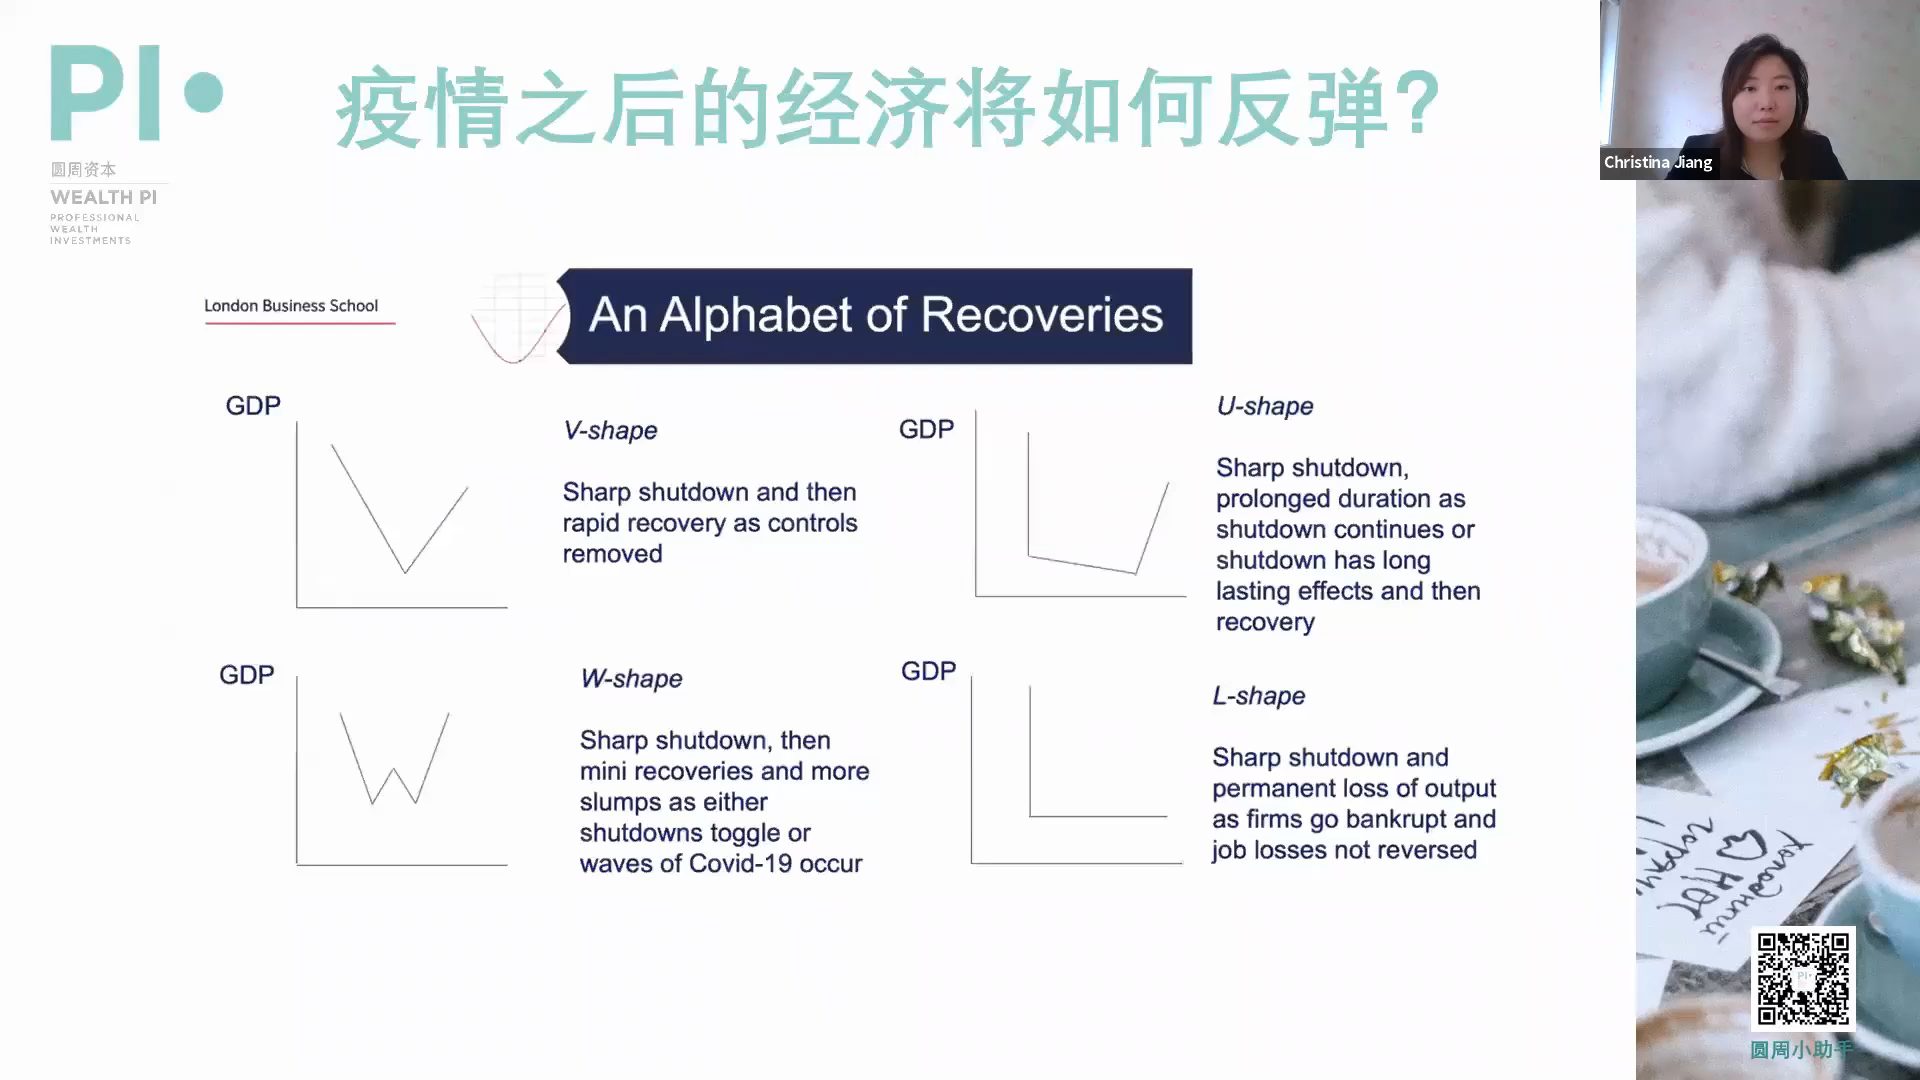 PI
圆周资本
WEALTH PI
PROFESSIONAL
WEALTH
INVESTMENTS
疫情之后的经济将如何反弹?
Christina Jiang
London Business School
An Alphabet of Recoveries
GDP
V-shape
Sharp shutdown and then
rapid recovery as controls
removed
GDP
U-shape
Sharp shutdown,
prolonged duration as
shutdown continues or
shutdown has long
lasting effects and then
recovery
GDP
W-shape
Sharp shutdown, then
mini recoveries and more
slumps as either
shutdowns toggle or
waves of Covid-19 occur
GDP
L-shape
Sharp shutdown and
permanent loss of output
as firms go bankrupt and
job losses not reversed
圆周小助手